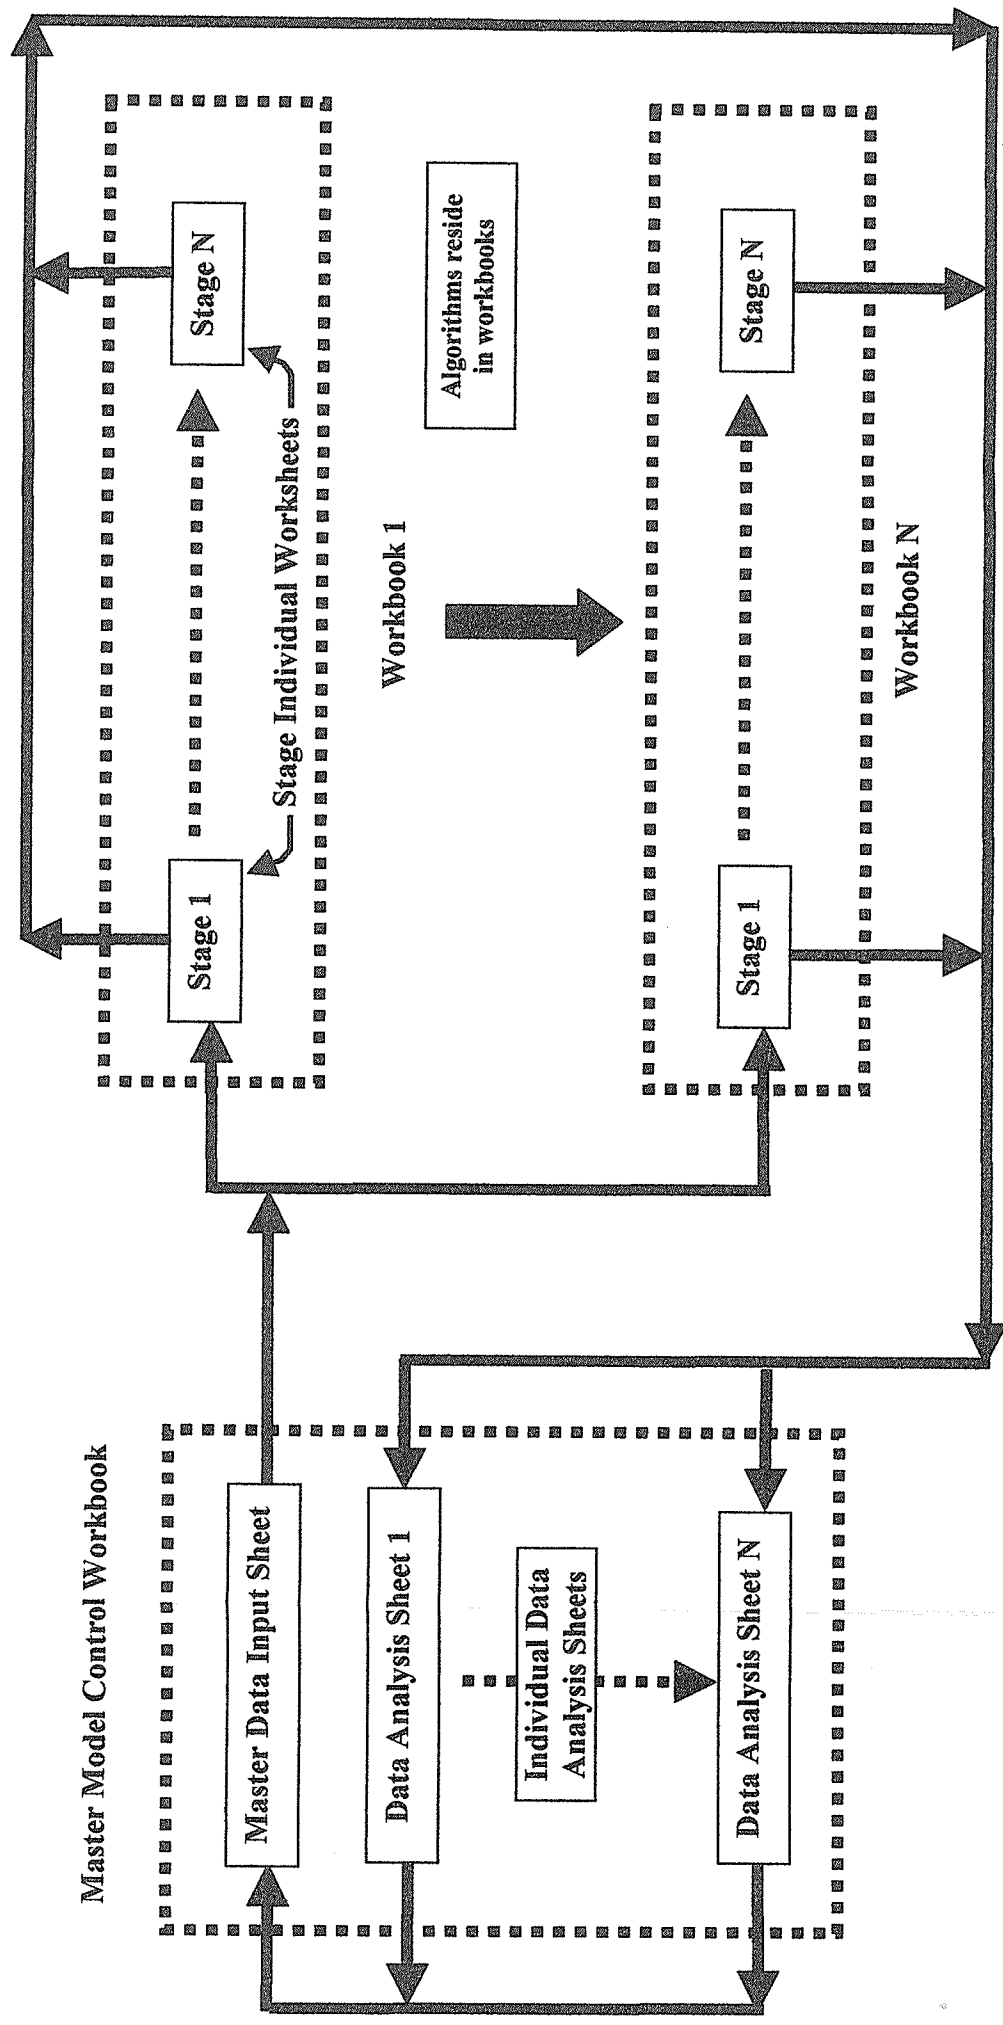 Master Model Control Workbook
Master Data Input Sheet
Data Analysis Sheet 1
Individual Data
Analysis Sheets
Data Analysis Sheet N
Stage 1
Stage N
Stage Individual Worksheets
Workbook 1
Algorithms reside
in workbooks
Stage 1
Stage N
Workbook N